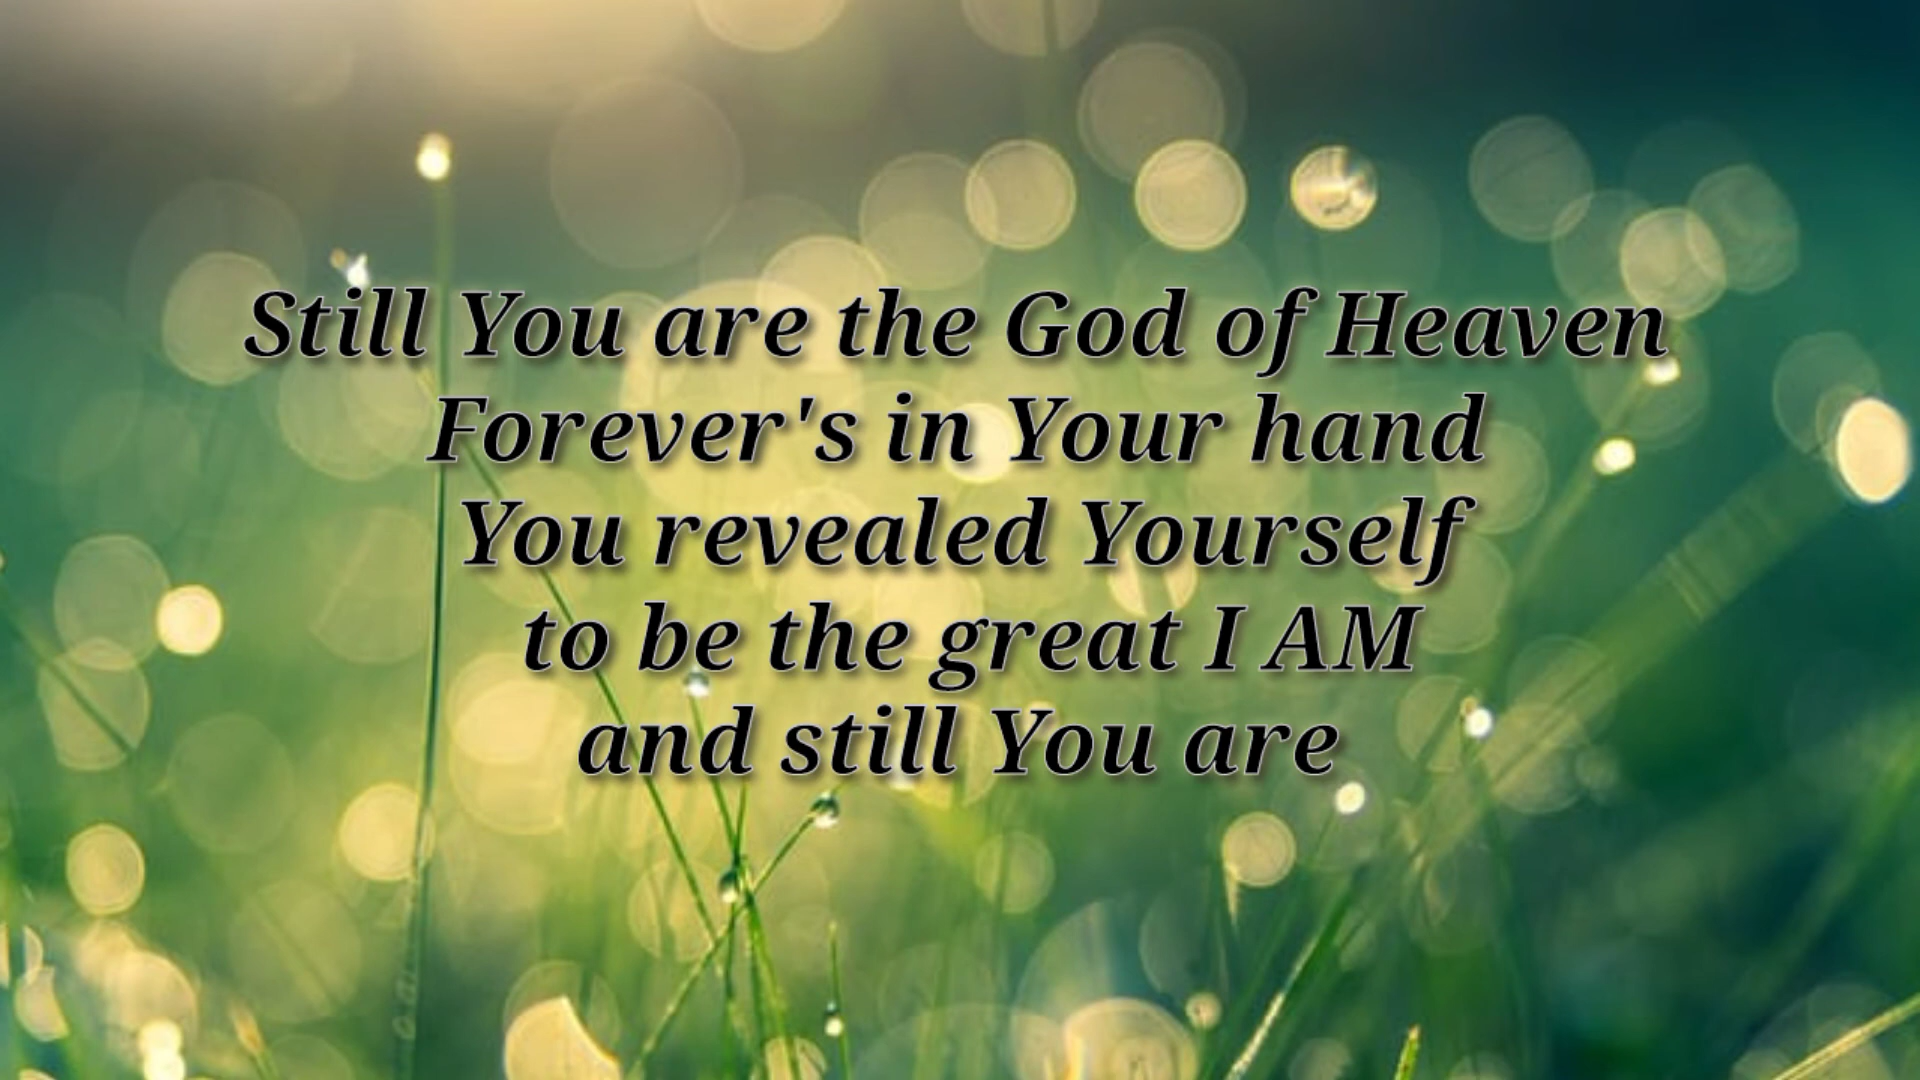 Still You are the God of Heaven
Forever's in Your hand
You revealed Yourself
to be the great I AM
and still You are